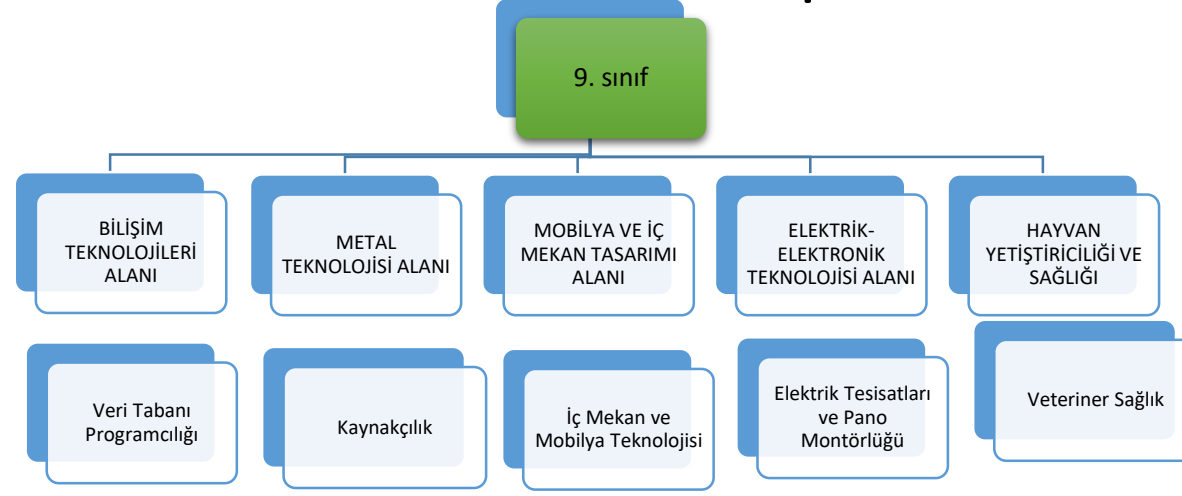 9. sınıf
BİLİŞİM
TEKNOLOJİLERİ
ALANI
METAL
TEKNOLOJİSİ ALANI
MOBİLYA VE İÇ
MEKAN TASARIMI
ALANI
ELEKTRİK-
ELEKTRONİK
TEKNOLOJİSİ ALANI
HAYVAN
YETİŞTİRİCİLİĞİ VE
SAĞLIĞI
Veri Tabanı
Programcılığı
Kaynakçılık
İç Mekan ve
Mobilya Teknolojisi
Elektrik Tesisatları
ve Pano
Montörlüğü
Veteriner Sağlık